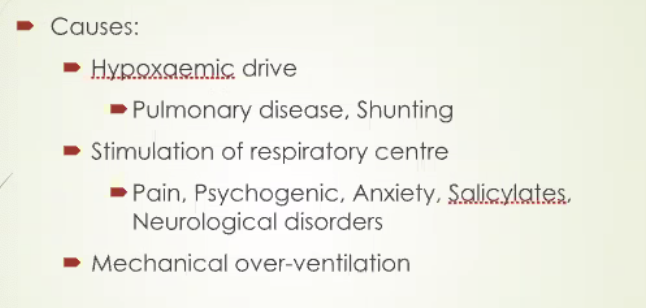 Causes:
Hypoxaemic drive
Pulmonary disease, Shunting
Stimulation of respiratory centre
Pain, Psychogenic, Anxiety, Salicylates,
Neurological disorders
Mechanical over-ventilation